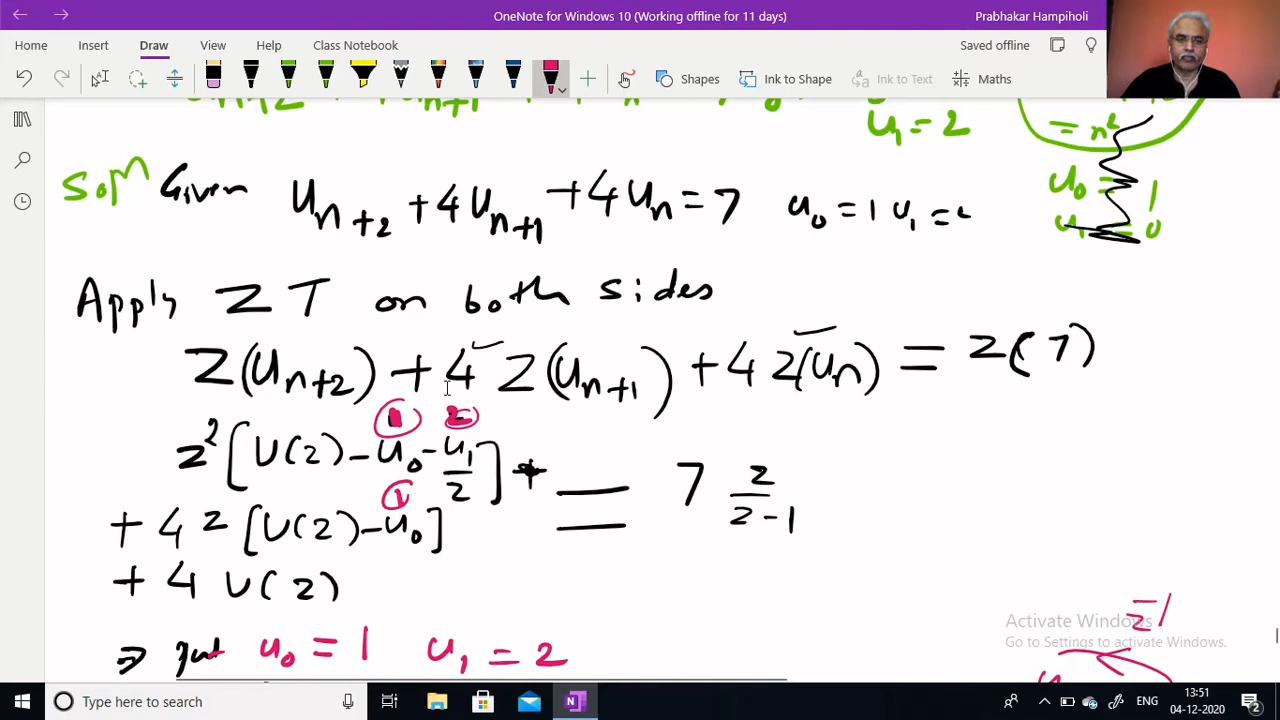 OneNote for Windows 10 (Working offline for 11 days)
Prabhakar Hampiholi
Home Insert Draw View Help Class Notebook
Saved offline
Shapes Ink to Shape Ink to Text Maths
u₁ = 2
= n²
u₀ = 1
u₁ = 0
Soln Given uₙ₊₂ + 4uₙ₊₁ + 4uₙ = 7 u₀ = 1 u₁ =
Apply ZT on both sides
Z(uₙ₊₂) + 4 Z(uₙ₊₁) + 4 Z(uₙ) = Z(7)
1 2
z² [U(z) - u₀ - u₁/z] + = 7 z/(z-1)
1
+ 4 z [U(z) - u₀]
+ 4 U(z)
⇒ put u₀ = 1 u₁ = 2
z⁻¹
Activate Windows
Go to Settings to activate Windows.
Type here to search
ENG
13:51
04-12-2020
2